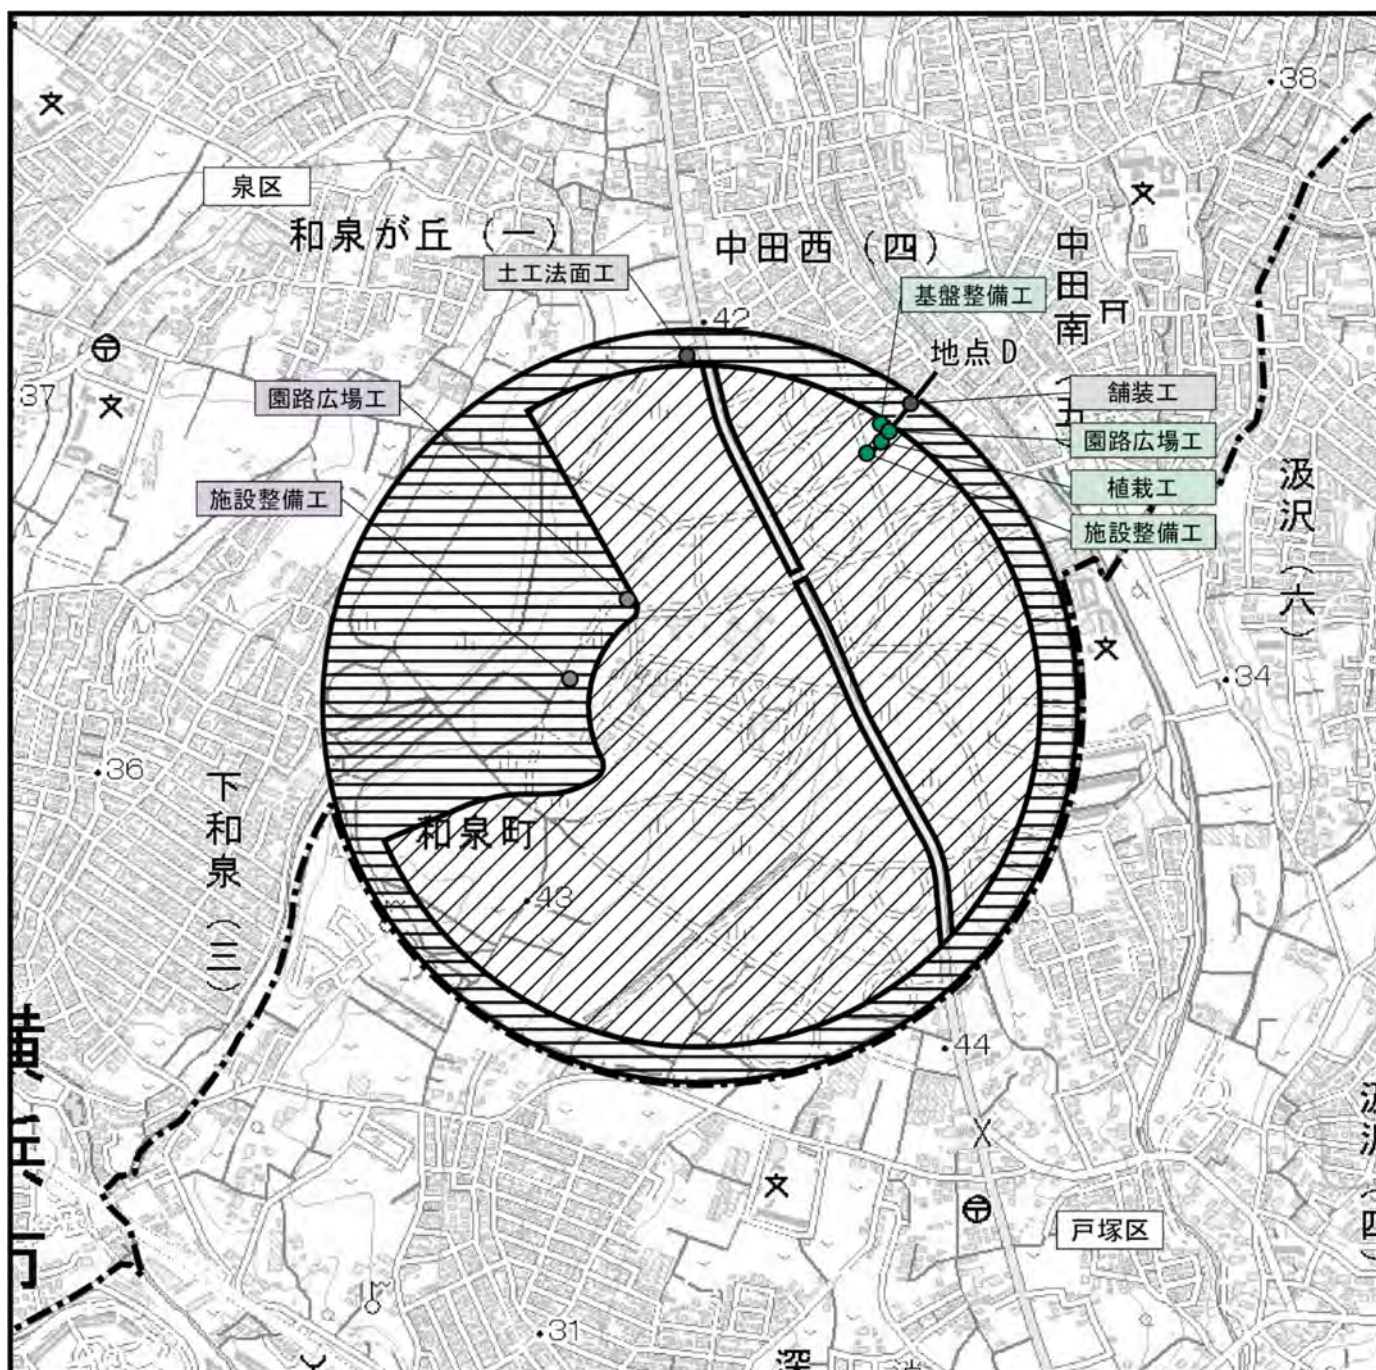 38
泉区
和泉が丘（一）
中田西（四）
中田南
土工法面工
基盤整備工
42
地点D
37
園路広場工
舗装工
園路広場工
植栽工
施設整備工
施設整備工
汲沢（六）
34
36
下和泉（三）
和泉町
43
44
戸塚区
31
深